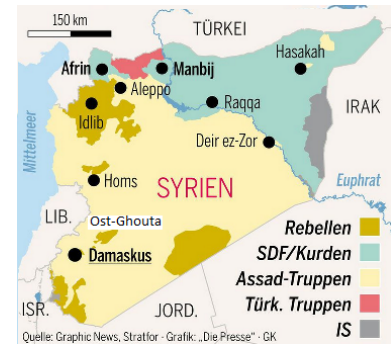 150 km
TÜRKEI
Hasakah
Afrin
Manbij
Aleppo
Raqqa
IRAK
Idlib
Mittelmeer
Deir ez-Zor
Homs
SYRIEN
Euphrat
LIB.
Ost-Ghouta
Rebellen
SDF/Kurden
Damaskus
Assad-Truppen
Türk. Truppen
ISR.
JORD.
IS
Quelle: Graphic News, Stratfor · Grafik: „Die Presse" · GK